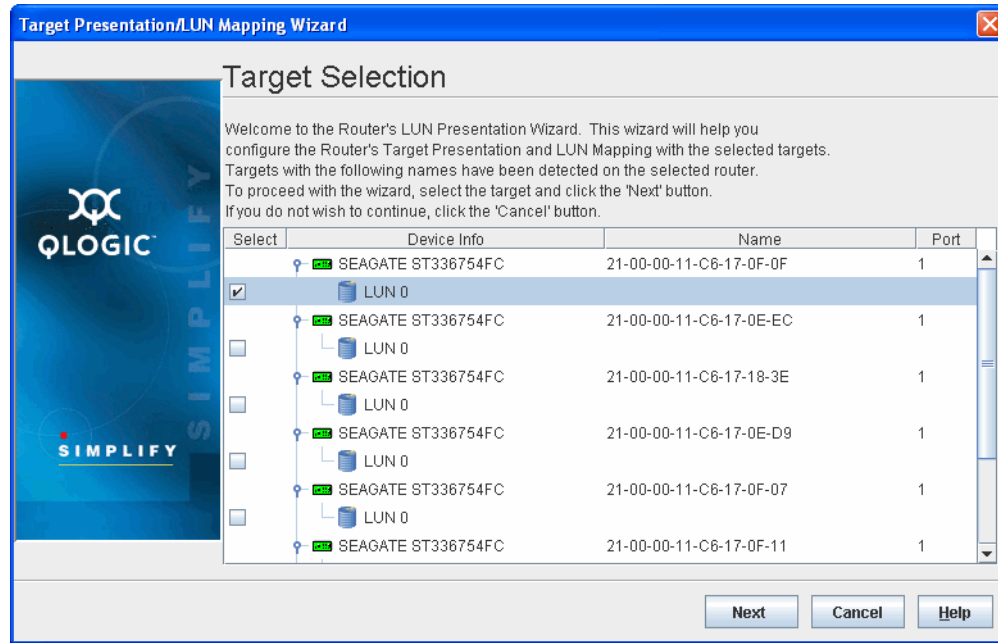 Target Presentation/LUN Mapping Wizard
Target Selection
Welcome to the Router's LUN Presentation Wizard. This wizard will help you
configure the Router's Target Presentation and LUN Mapping with the selected targets.
Targets with the following names have been detected on the selected router.
To proceed with the wizard, select the target and click the 'Next' button.
If you do not wish to continue, click the 'Cancel' button.
QLOGIC™
SIMPLIFY
SIMPLIFY
Select Device Info Name Port
SEAGATE ST336754FC 21-00-00-11-C6-17-0F-0F 1
LUN 0
SEAGATE ST336754FC 21-00-00-11-C6-17-0E-EC 1
LUN 0
SEAGATE ST336754FC 21-00-00-11-C6-17-18-3E 1
LUN 0
SEAGATE ST336754FC 21-00-00-11-C6-17-0E-D9 1
LUN 0
SEAGATE ST336754FC 21-00-00-11-C6-17-0F-07 1
LUN 0
SEAGATE ST336754FC 21-00-00-11-C6-17-0F-11 1
Next Cancel Help